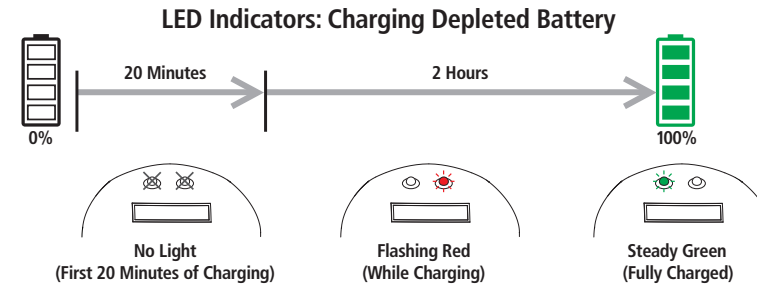 LED Indicators: Charging Depleted Battery
20 Minutes
2 Hours
0%
100%
No Light
(First 20 Minutes of Charging)
Flashing Red
(While Charging)
Steady Green
(Fully Charged)